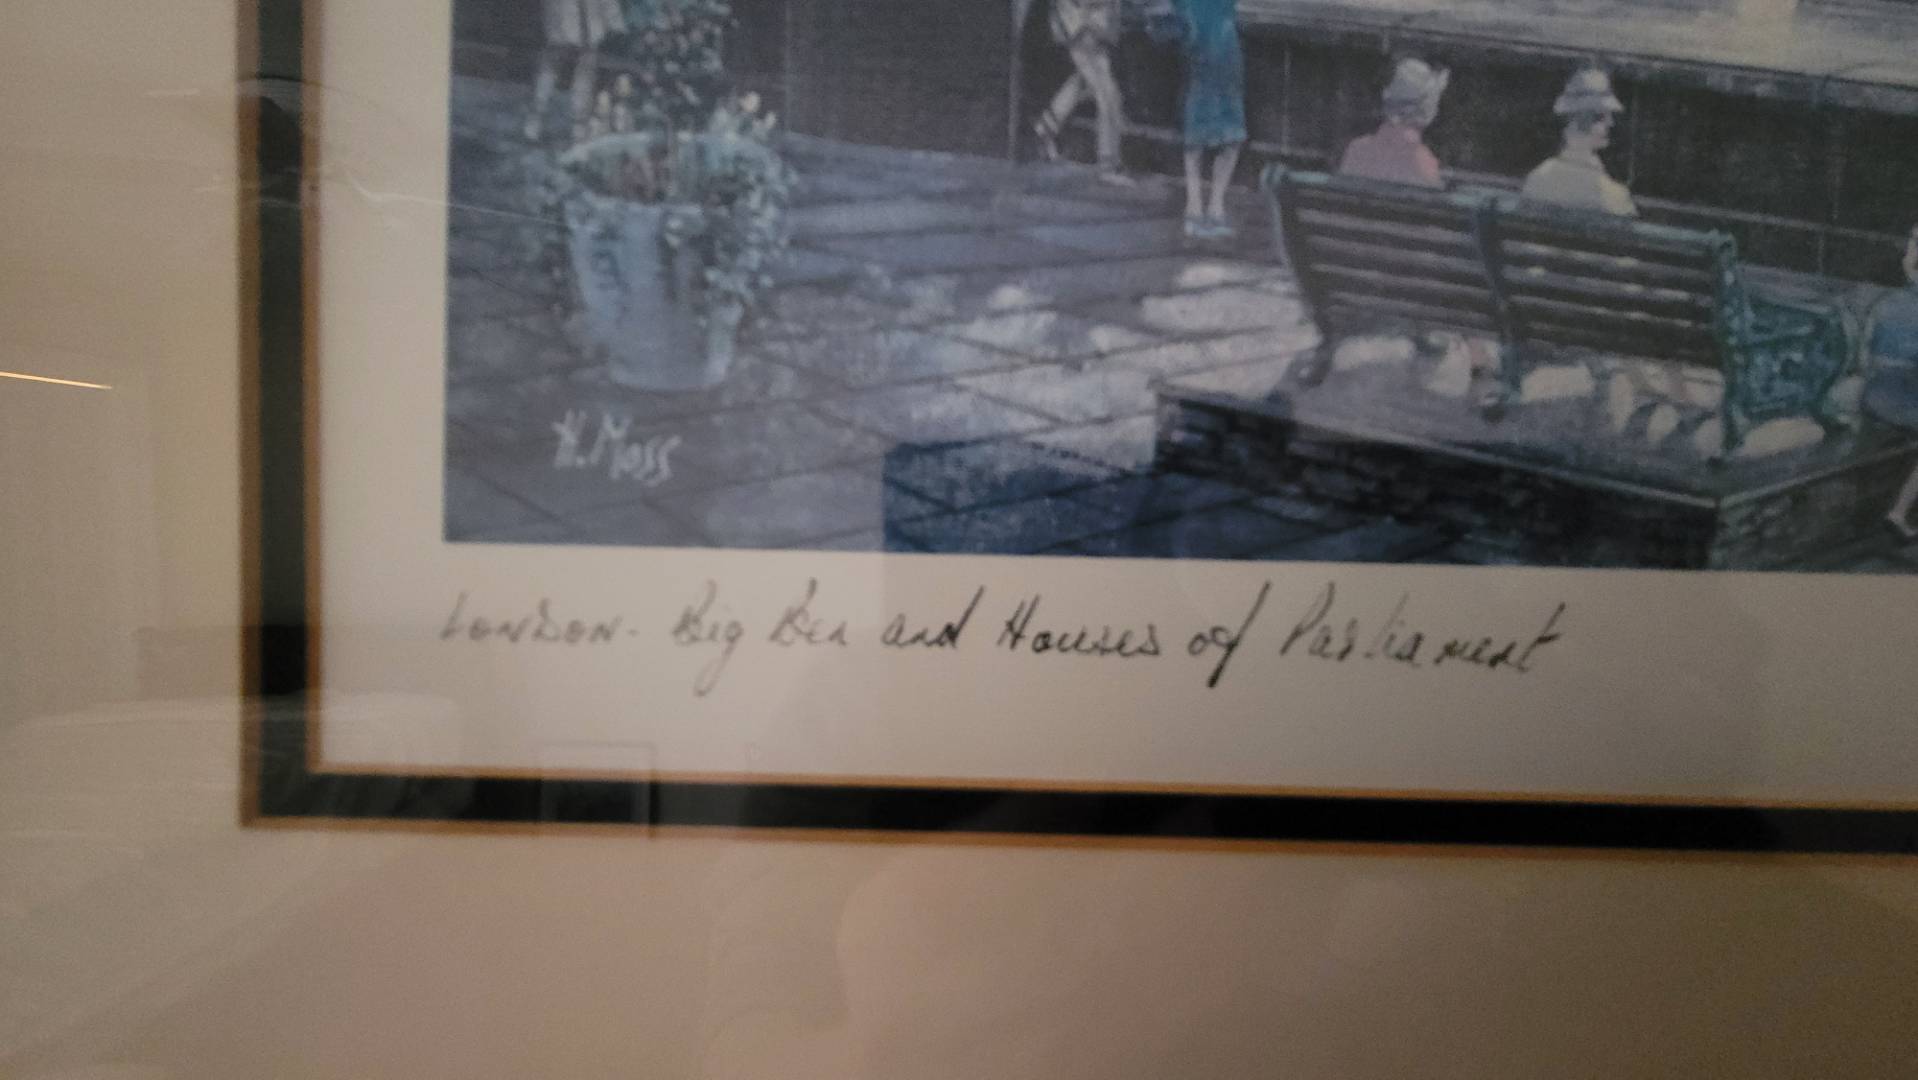 H. Moss
London - Big Ben and Houses of Parliament